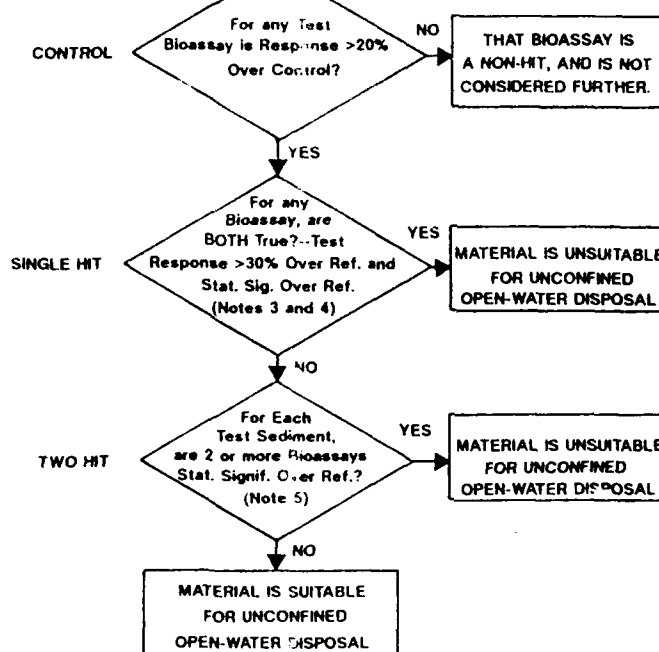 For any Test
Bioassay is Response >20%
Over Control?
CONTROL
NO
THAT BIOASSAY IS
A NON-HIT, AND IS NOT
CONSIDERED FURTHER.
YES
For any
Bioassay, are
BOTH True?--Test
Response >30% Over Ref. and
Stat. Sig. Over Ref.
(Notes 3 and 4)
SINGLE HIT
YES
MATERIAL IS UNSUITABLE
FOR UNCONFINED
OPEN-WATER DISPOSAL
NO
For Each
Test Sediment,
are 2 or more Bioassays
Stat. Signif. Over Ref.?
(Note 5)
TWO HIT
YES
MATERIAL IS UNSUITABLE
FOR UNCONFINED
OPEN-WATER DISPOSAL
NO
MATERIAL IS SUITABLE
FOR UNCONFINED
OPEN-WATER DISPOSAL